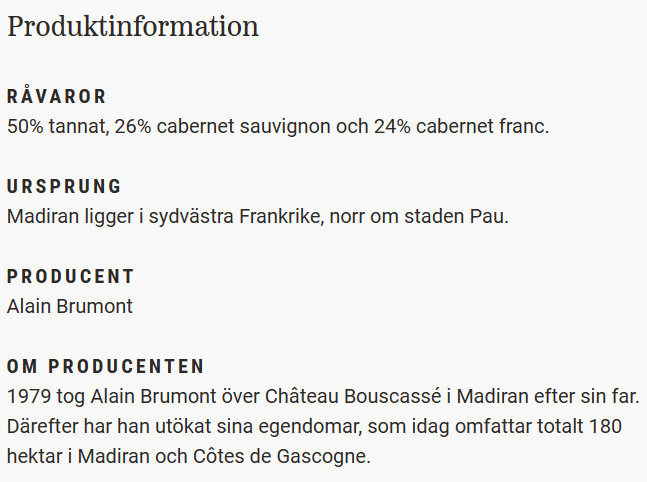 Produktinformation
RÅVAROR
50% tannat, 26% cabernet sauvignon och 24% cabernet franc.
URSPRUNG
Madiran ligger i sydvästra Frankrike, norr om staden Pau.
PRODUCENT
Alain Brumont
OM PRODUCENTEN
1979 tog Alain Brumont över Château Bouscassé i Madiran efter sin far.
Därefter har han utökat sina egendomar, som idag omfattar totalt 180
hektar i Madiran och Côtes de Gascogne.